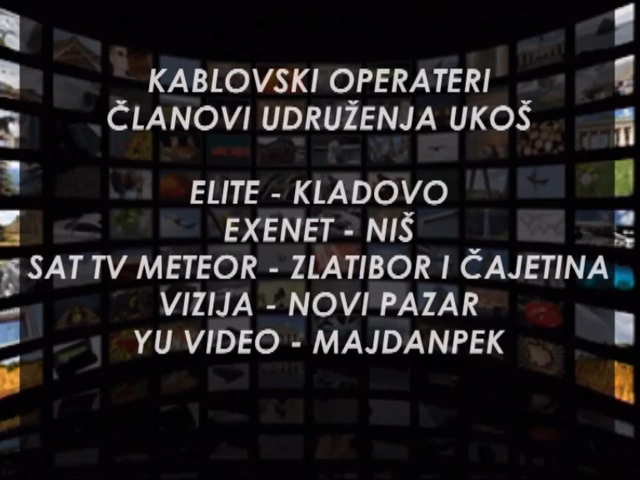 KABLOVSKI OPERATERI
ČLANOVI UDRUŽENJA UKOŠ
ELITE - KLADOVO
EXENET - NIŠ
SAT TV METEOR - ZLATIBOR I ČAJETINA
VIZIJA - NOVI PAZAR
YU VIDEO - MAJDANPEK